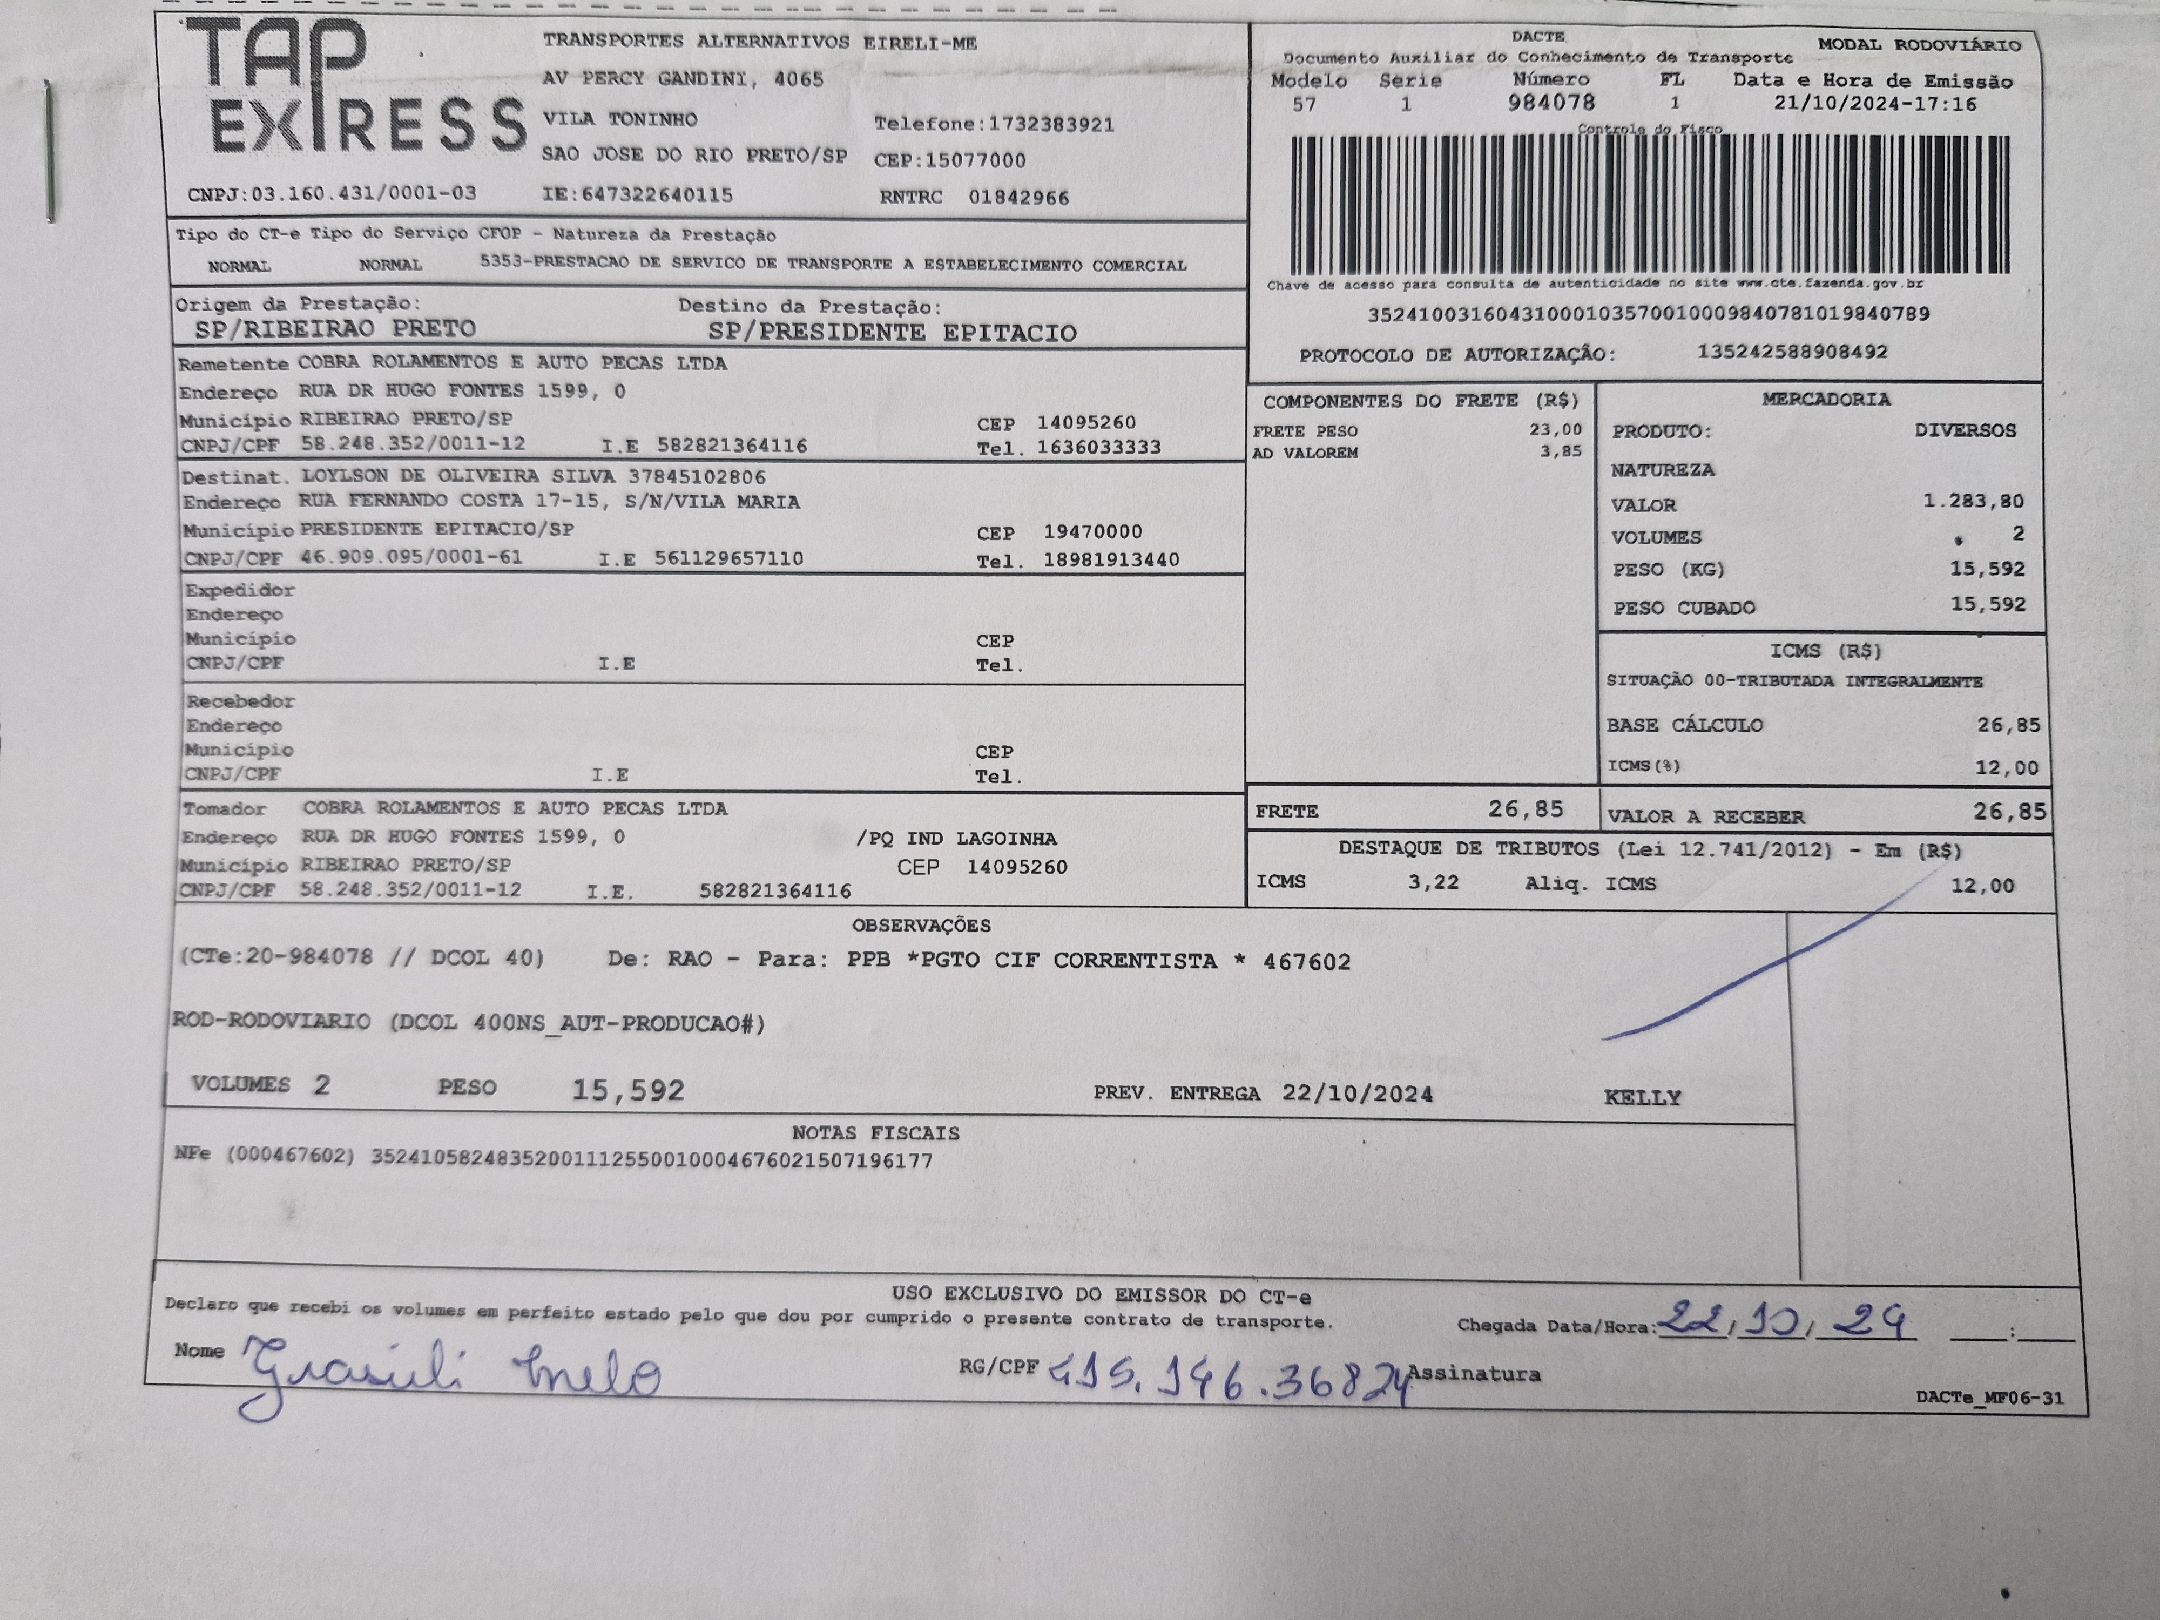 TAP EXPRESS
TRANSPORTES ALTERNATIVOS EIRELI-ME
AV PERCY GANDINI, 4065
VILA TONINHO Telefone:1732383921
SAO JOSE DO RIO PRETO/SP CEP:15077000
CNPJ:03.160.431/0001-03 IE:647322640115 RNTRC 01842966
DACTE MODAL RODOVIÁRIO
Documento Auxiliar do Conhecimento de Transporte
Modelo Serie Número FL Data e Hora de Emissão
57 1 984078 1 21/10/2024-17:16
Controle do Fisco
Chave de acesso para consulta de autenticidade no site www.cte.fazenda.gov.br
35241003160431000103570010009840781019840789
PROTOCOLO DE AUTORIZAÇÃO: 135242588908492
Tipo do CT-e Tipo do Serviço CFOP - Natureza da Prestação
NORMAL NORMAL 5353-PRESTACAO DE SERVICO DE TRANSPORTE A ESTABELECIMENTO COMERCIAL
Origem da Prestação: Destino da Prestação:
SP/RIBEIRAO PRETO SP/PRESIDENTE EPITACIO
Remetente COBRA ROLAMENTOS E AUTO PECAS LTDA
Endereço RUA DR HUGO FONTES 1599, 0
Município RIBEIRAO PRETO/SP CEP 14095260
CNPJ/CPF 58.248.352/0011-12 I.E 582821364116 Tel. 1636033333
Destinat. LOYLSON DE OLIVEIRA SILVA 37845102806
Endereço RUA FERNANDO COSTA 17-15, S/N/VILA MARIA
Município PRESIDENTE EPITACIO/SP CEP 19470000
CNPJ/CPF 46.909.095/0001-61 I.E 561129657110 Tel. 18981913440
Expedidor
Endereço
Município CEP
CNPJ/CPF I.E Tel.
Recebedor
Endereço
Município CEP
CNPJ/CPF I.E Tel.
Tomador COBRA ROLAMENTOS E AUTO PECAS LTDA
Endereço RUA DR HUGO FONTES 1599, 0 /PQ IND LAGOINHA
Município RIBEIRAO PRETO/SP CEP 14095260
CNPJ/CPF 58.248.352/0011-12 I.E. 582821364116
COMPONENTES DO FRETE (R$)
FRETE PESO 23,00
AD VALOREM 3,85
MERCADORIA
PRODUTO: DIVERSOS
NATUREZA
VALOR 1.283,80
VOLUMES 2
PESO (KG) 15,592
PESO CUBADO 15,592
ICMS (R$)
SITUAÇÃO 00-TRIBUTADA INTEGRALMENTE
BASE CÁLCULO 26,85
ICMS(%) 12,00
FRETE 26,85 VALOR A RECEBER 26,85
DESTAQUE DE TRIBUTOS (Lei 12.741/2012) - Em (R$)
ICMS 3,22 Aliq. ICMS 12,00
OBSERVAÇÕES
(CTe:20-984078 // DCOL 40) De: RAO - Para: PPB *PGTO CIF CORRENTISTA * 467602
ROD-RODOVIARIO (DCOL 400NS_AUT-PRODUCAO#)
VOLUMES 2 PESO 15,592 PREV. ENTREGA 22/10/2024 KELLY
NOTAS FISCAIS
NFe (000467602) 35241058248352001112550010004676021507196177
USO EXCLUSIVO DO EMISSOR DO CT-e
Declaro que recebi os volumes em perfeito estado pelo que dou por cumprido o presente contrato de transporte. Chegada Data/Hora: 22,10, 24 :
Nome Grasieli Melo RG/CPF 415.146.36824 Assinatura
DACTe_MF06-31